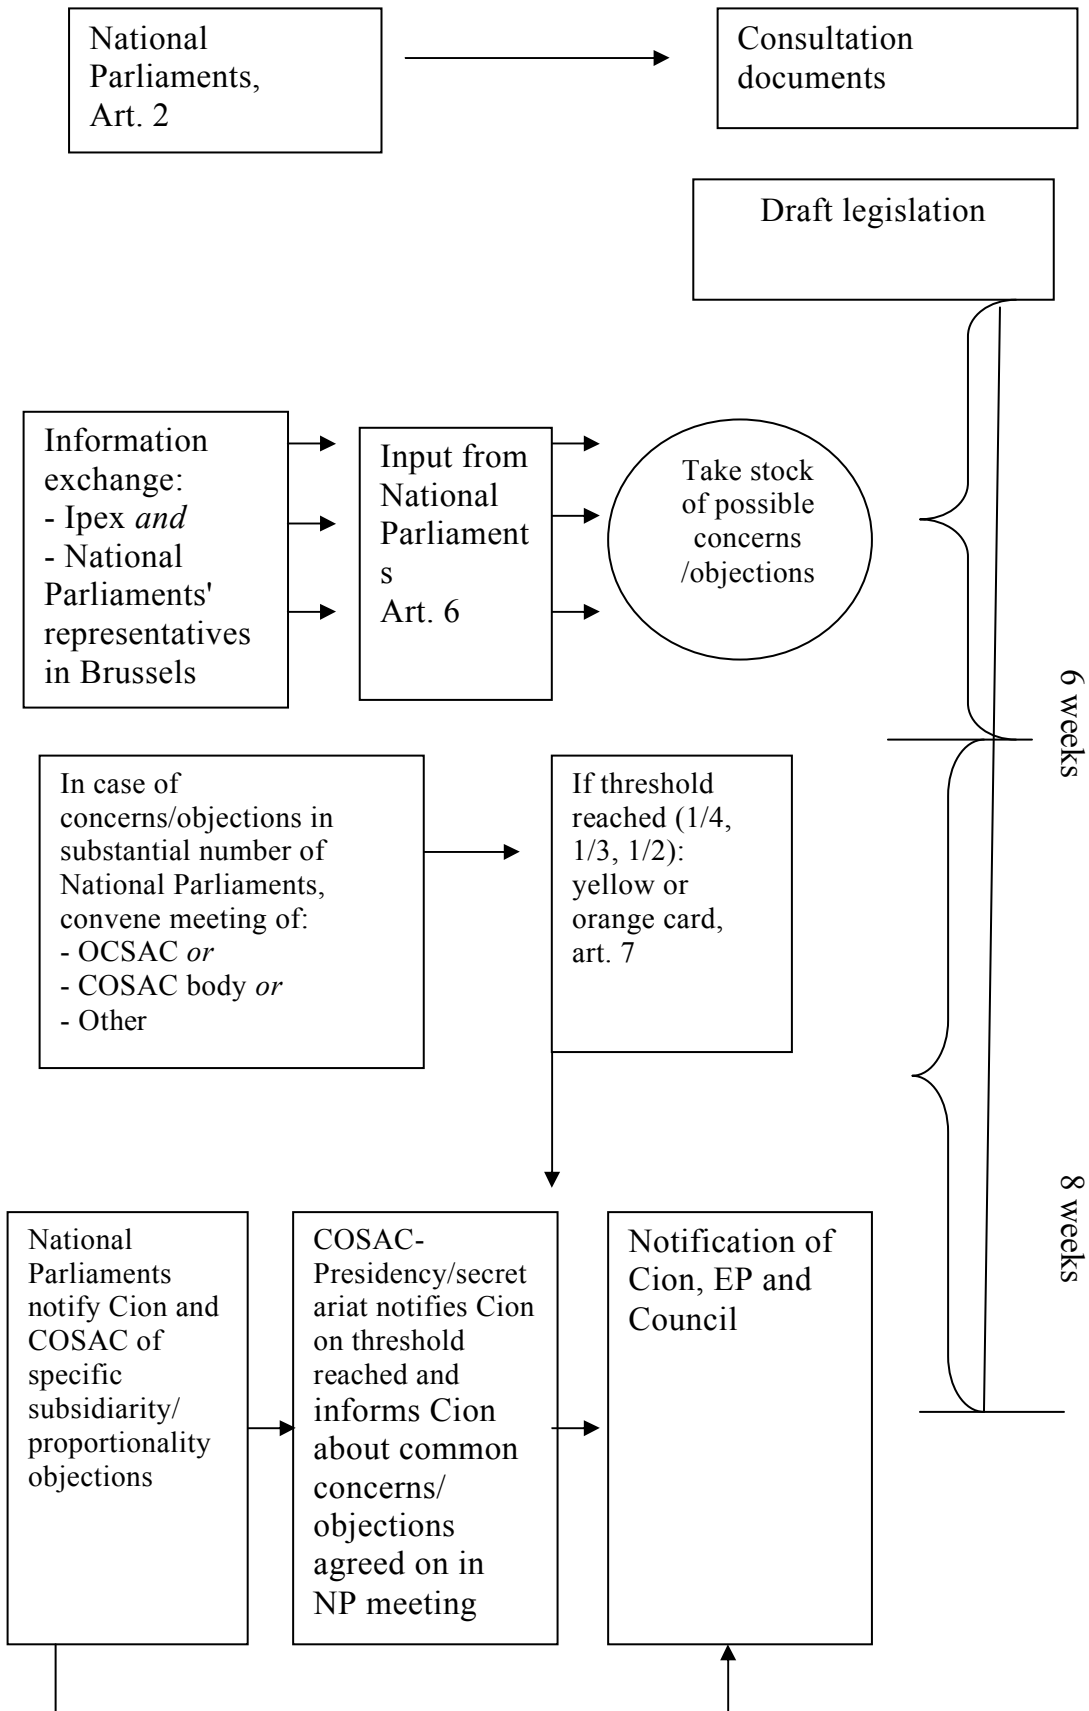 National
Parliaments,
Art. 2
Consultation
documents
Draft legislation
Information
exchange:
- Ipex and
- National
Parliaments'
representatives
in Brussels
Input from
National
Parliament
s
Art. 6
Take stock
of possible
concerns
/objections
6 weeks
In case of
concerns/objections in
substantial number of
National Parliaments,
convene meeting of:
- OCSAC or
- COSAC body or
- Other
If threshold
reached (1/4,
1/3, 1/2):
yellow or
orange card,
art. 7
8 weeks
National
Parliaments
notify Cion and
COSAC of
specific
subsidiarity/
proportionality
objections
COSAC-
Presidency/secret
ariat notifies Cion
on threshold
reached and
informs Cion
about common
concerns/
objections
agreed on in
NP meeting
Notification of
Cion, EP and
Council